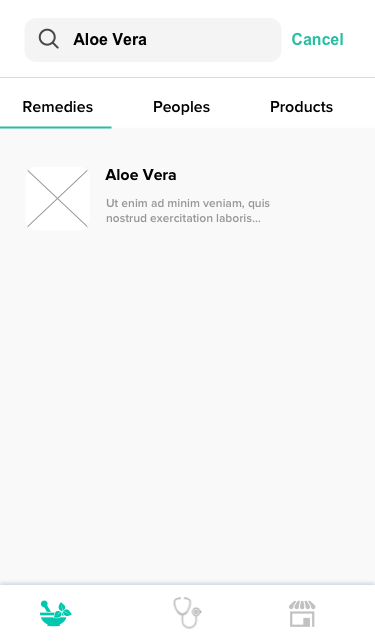 Aloe Vera Cancel
Remedies Peoples Products
Aloe Vera
Ut enim ad minim veniam, quis
nostrud exercitation laboris...